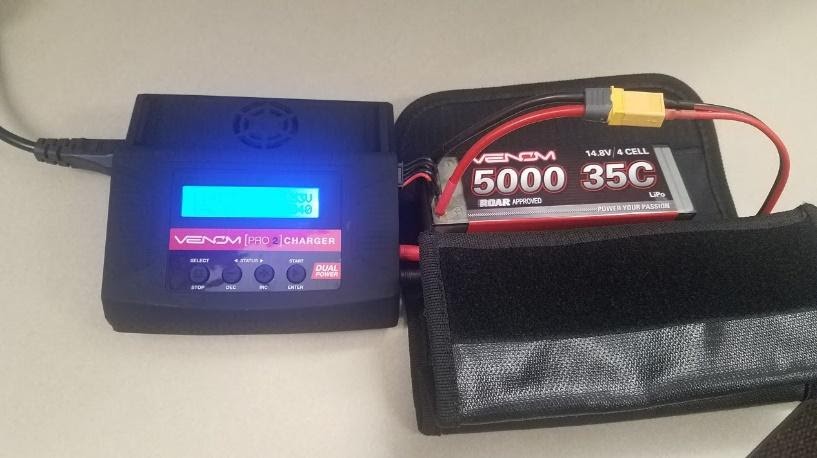 VENOM [PRO 2] CHARGER
SELECT
◄ STATUS ►
START
STOP
DEC
INC
ENTER
DUAL
POWER
VENOM
14.8V/4 CELL
5000 35C
LiPo
ROAR APPROVED
POWER YOUR PASSION